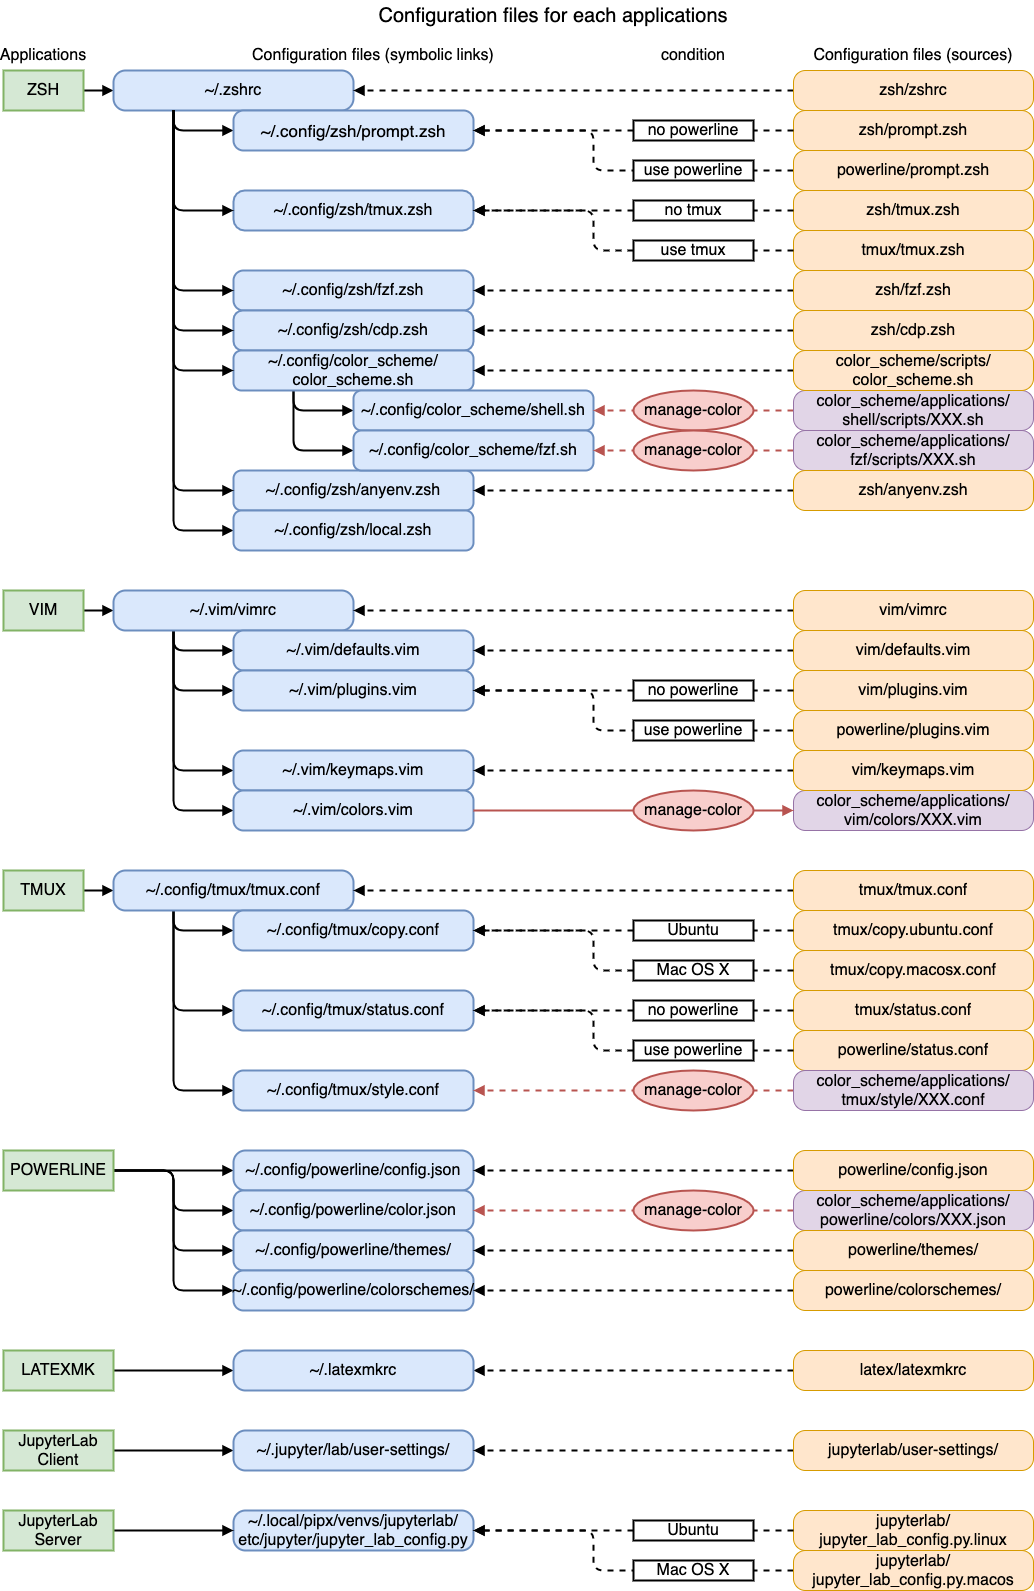 Configuration files for each applications
Applications
Configuration files (symbolic links)
condition
Configuration files (sources)
ZSH
~/.zshrc
zsh/zshrc
~/.config/zsh/prompt.zsh
no powerline
zsh/prompt.zsh
use powerline
powerline/prompt.zsh
~/.config/zsh/tmux.zsh
no tmux
zsh/tmux.zsh
use tmux
tmux/tmux.zsh
~/.config/zsh/fzf.zsh
zsh/fzf.zsh
~/.config/zsh/cdp.zsh
zsh/cdp.zsh
~/.config/color_scheme/
color_scheme.sh
color_scheme/scripts/
color_scheme.sh
~/.config/color_scheme/shell.sh
manage-color
color_scheme/applications/
shell/scripts/XXX.sh
~/.config/color_scheme/fzf.sh
manage-color
color_scheme/applications/
fzf/scripts/XXX.sh
~/.config/zsh/anyenv.zsh
zsh/anyenv.zsh
~/.config/zsh/local.zsh
VIM
~/.vim/vimrc
vim/vimrc
~/.vim/defaults.vim
vim/defaults.vim
~/.vim/plugins.vim
no powerline
vim/plugins.vim
use powerline
powerline/plugins.vim
~/.vim/keymaps.vim
vim/keymaps.vim
~/.vim/colors.vim
manage-color
color_scheme/applications/
vim/colors/XXX.vim
TMUX
~/.config/tmux/tmux.conf
tmux/tmux.conf
~/.config/tmux/copy.conf
Ubuntu
tmux/copy.ubuntu.conf
Mac OS X
tmux/copy.macosx.conf
~/.config/tmux/status.conf
no powerline
tmux/status.conf
use powerline
powerline/status.conf
~/.config/tmux/style.conf
manage-color
color_scheme/applications/
tmux/style/XXX.conf
POWERLINE
~/.config/powerline/config.json
powerline/config.json
~/.config/powerline/color.json
manage-color
color_scheme/applications/
powerline/colors/XXX.json
~/.config/powerline/themes/
powerline/themes/
~/.config/powerline/colorschemes/
powerline/colorschemes/
LATEXMK
~/.latexmkrc
latex/latexmkrc
JupyterLab
Client
~/.jupyter/lab/user-settings/
jupyterlab/user-settings/
JupyterLab
Server
~/.local/pipx/venvs/jupyterlab/
etc/jupyter/jupyter_lab_config.py
Ubuntu
jupyterlab/
jupyter_lab_config.py.linux
Mac OS X
jupyterlab/
jupyter_lab_config.py.macos